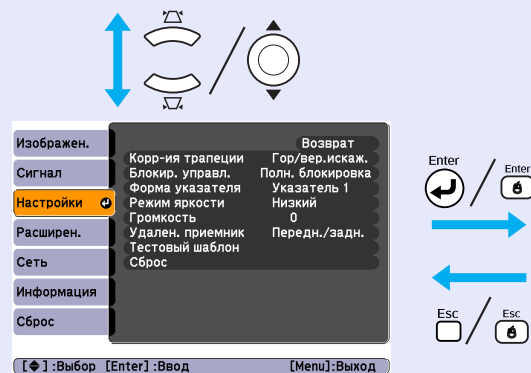 Изображен.
Сигнал
Настройки
Расширен.
Сеть
Информация
Сброс
Возврат
Корр-ия трапеции Гор/вер.искаж.
Блокир. управл. Полн. блокировка
Форма указателя Указатель 1
Режим яркости Низкий
Громкость 0
Удален. приемник Передн./задн.
Тестовый шаблон
Сброс
[ ] :Выбор [Enter] :Ввод [Menu]:Выход
Enter
Enter
Esc
Esc